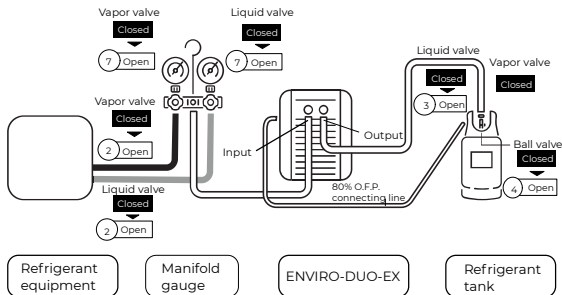 Vapor valve
Closed
7 Open
Liquid valve
Closed
7 Open
Liquid valve
Closed
3 Open
Vapor valve
Closed
Vapor valve
Closed
2 Open
Input
Output
Ball valve
Closed
4 Open
80% O.F.P.
connecting line
Liquid valve
Closed
2 Open
Refrigerant
equipment
Manifold
gauge
ENVIRO-DUO-EX
Refrigerant
tank